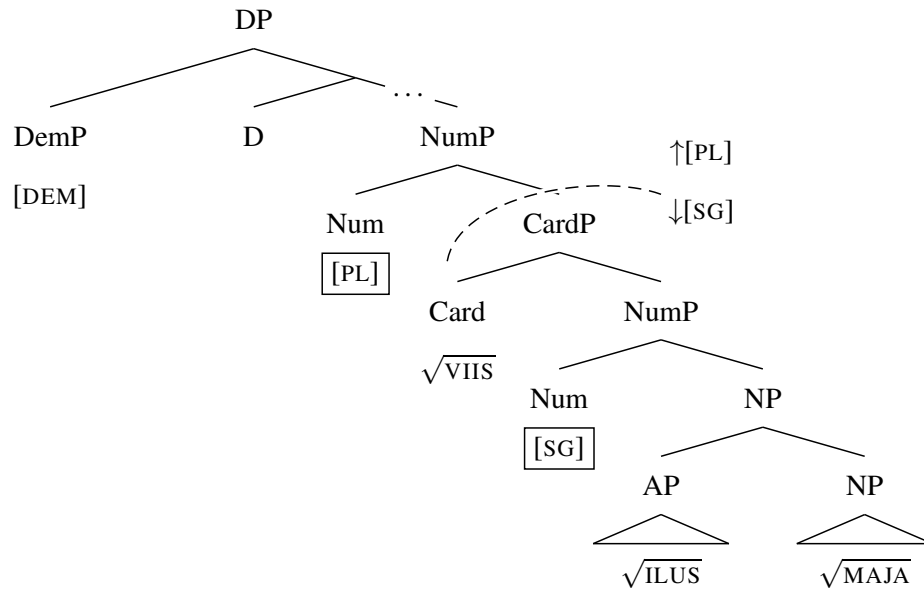 DP
...
DemP D NumP
[DEM]
↑[PL]
↓[SG]
Num CardP
[PL]
Card NumP
√VIIS
Num NP
[SG]
AP NP
√ILUS √MAJA